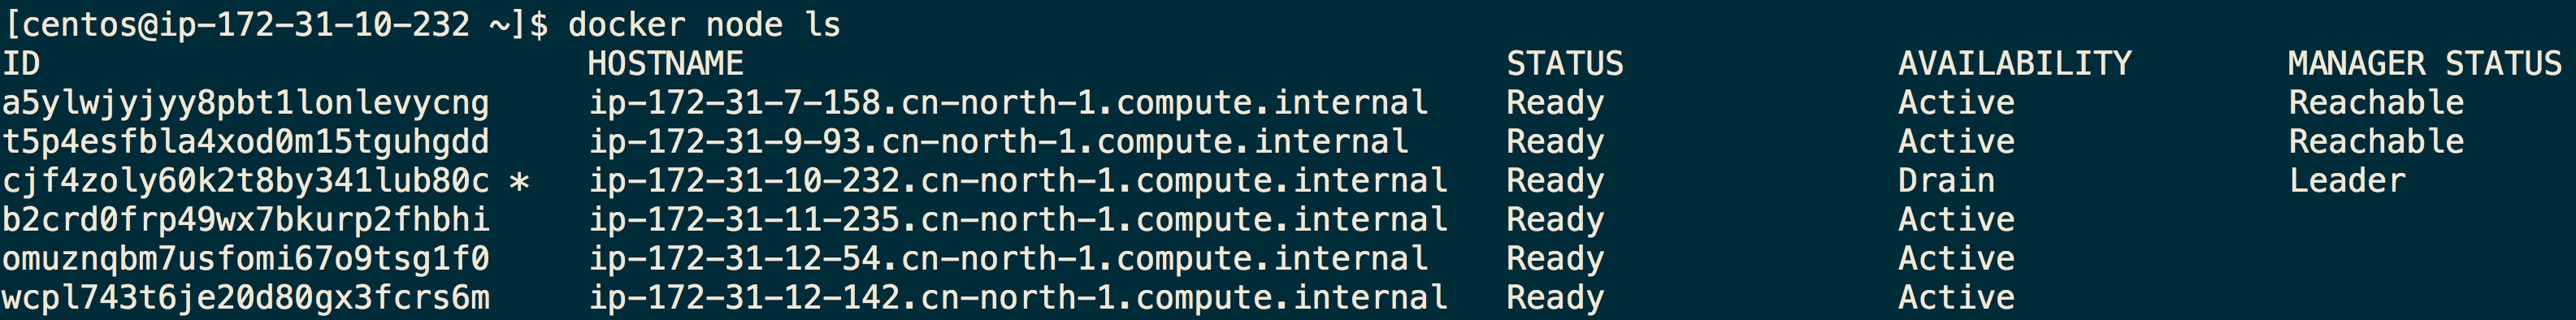 [centos@ip-172-31-10-232 ~]$ docker node ls
ID HOSTNAME STATUS AVAILABILITY MANAGER STATUS
a5ylwjyjyy8pbt1lonlevycng ip-172-31-7-158.cn-north-1.compute.internal Ready Active Reachable
t5p4esfbla4xod0m15tguhgdd ip-172-31-9-93.cn-north-1.compute.internal Ready Active Reachable
cjf4zoly60k2t8by341lub80c * ip-172-31-10-232.cn-north-1.compute.internal Ready Drain Leader
b2crd0frp49wx7bkurp2fhbhi ip-172-31-11-235.cn-north-1.compute.internal Ready Active
omuznqbm7usfomi67o9tsg1f0 ip-172-31-12-54.cn-north-1.compute.internal Ready Active
wcpl743t6je20d80gx3fcrs6m ip-172-31-12-142.cn-north-1.compute.internal Ready Active